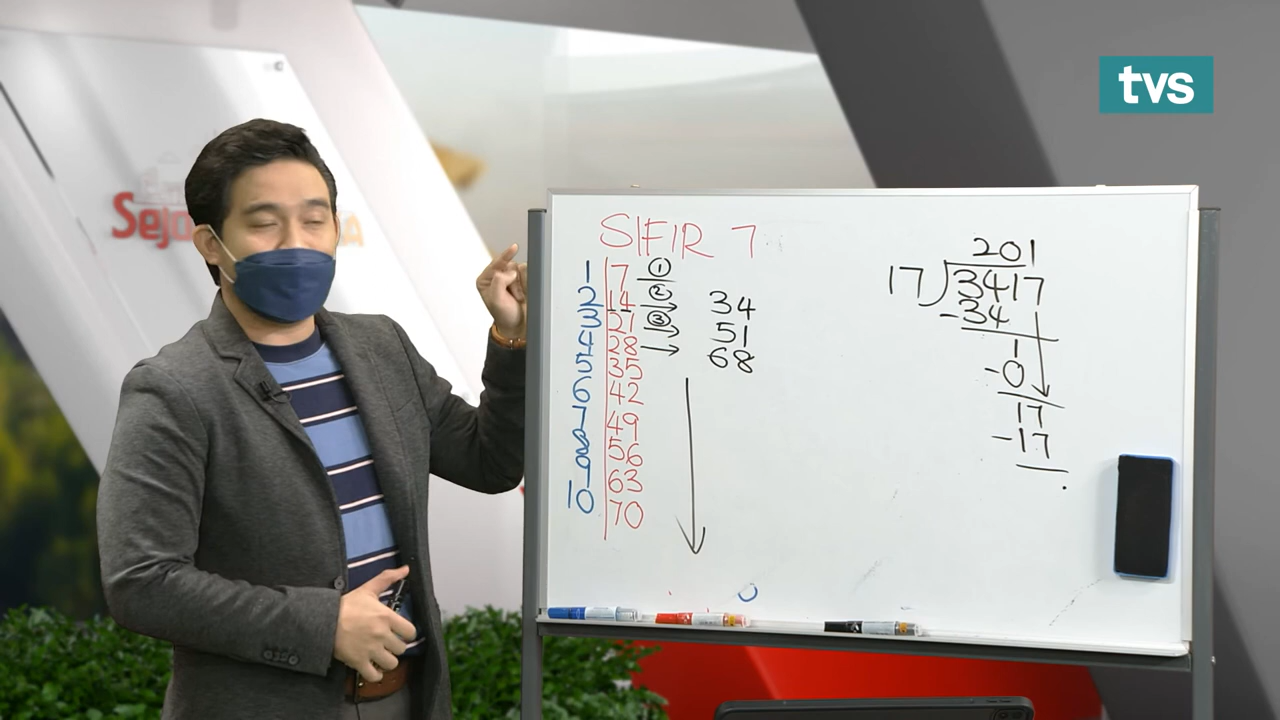 tvs
Sejo
SIFIR 7
1 7 ①
2 14 ② 34
3 21 ③ 51
4 28 68
5 35
6 42
7 49
8 56
9 63
10 70
201
17 3417
-34
1
-0
17
-17